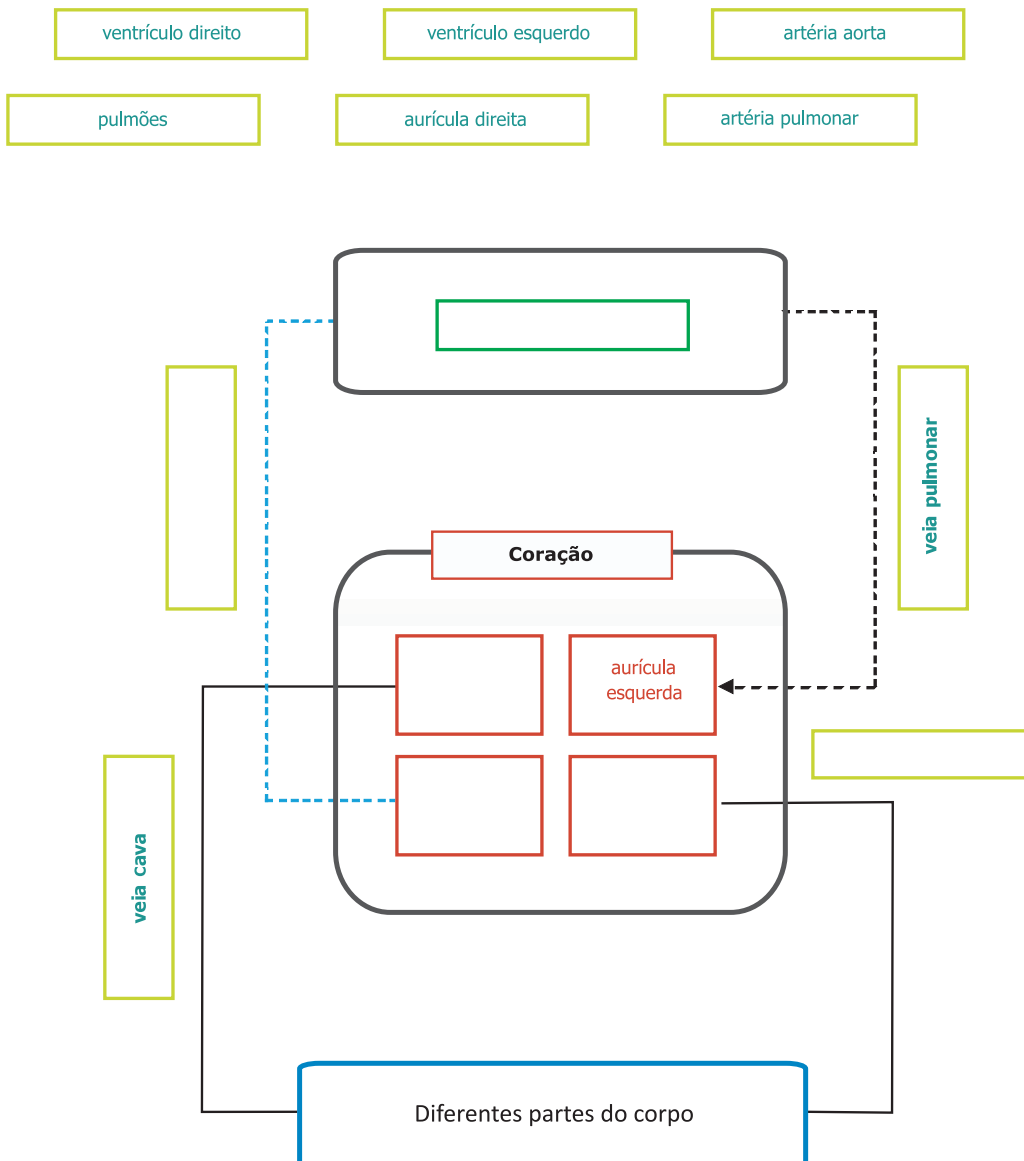 ventrículo direito
ventrículo esquerdo
artéria aorta
pulmões
aurícula direita
artéria pulmonar
veia pulmonar
Coração
aurícula
esquerda
veia cava
Diferentes partes do corpo